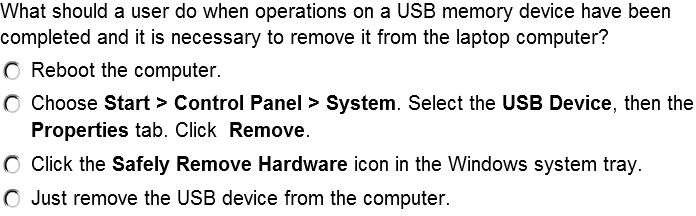 What should a user do when operations on a USB memory device have been
completed and it is necessary to remove it from the laptop computer?
Reboot the computer.
Choose Start > Control Panel > System. Select the USB Device, then the
Properties tab. Click Remove.
Click the Safely Remove Hardware icon in the Windows system tray.
Just remove the USB device from the computer.